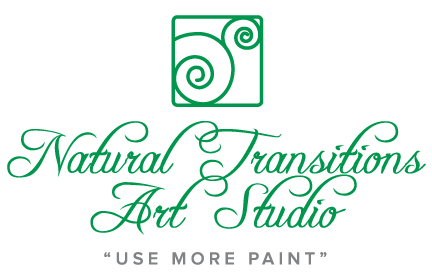 Natural Transitions
Art Studio
“USE MORE PAINT”